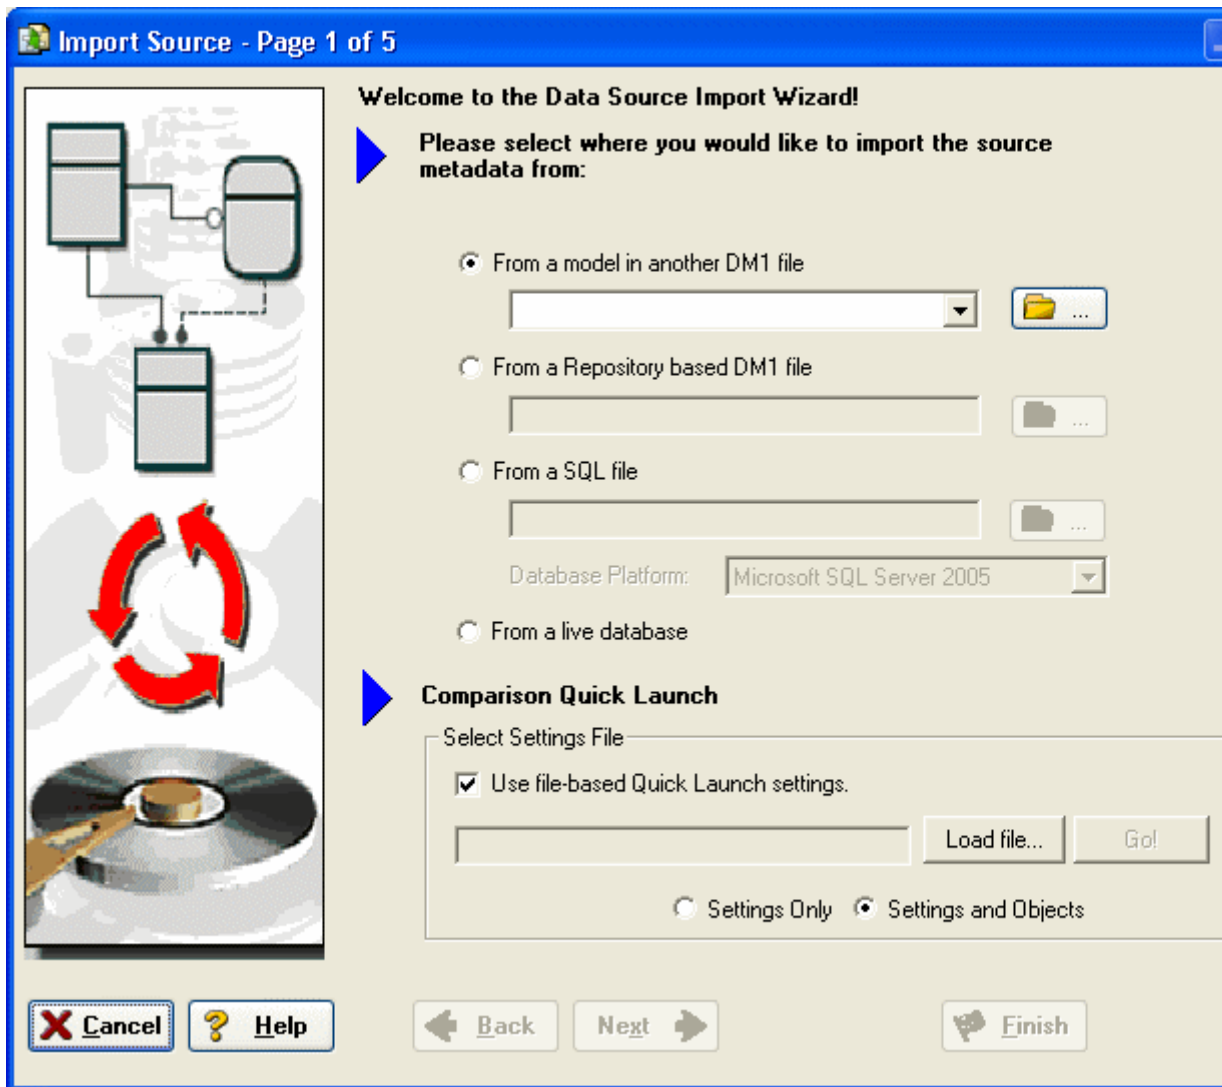 Import Source - Page 1 of 5
Welcome to the Data Source Import Wizard!
Please select where you would like to import the source
metadata from:
From a model in another DM1 file
...
From a Repository based DM1 file
...
From a SQL file
...
Database Platform: Microsoft SQL Server 2005
From a live database
Comparison Quick Launch
Select Settings File
Use file-based Quick Launch settings.
Load file... Go!
Settings Only Settings and Objects
Cancel Help Back Next Finish